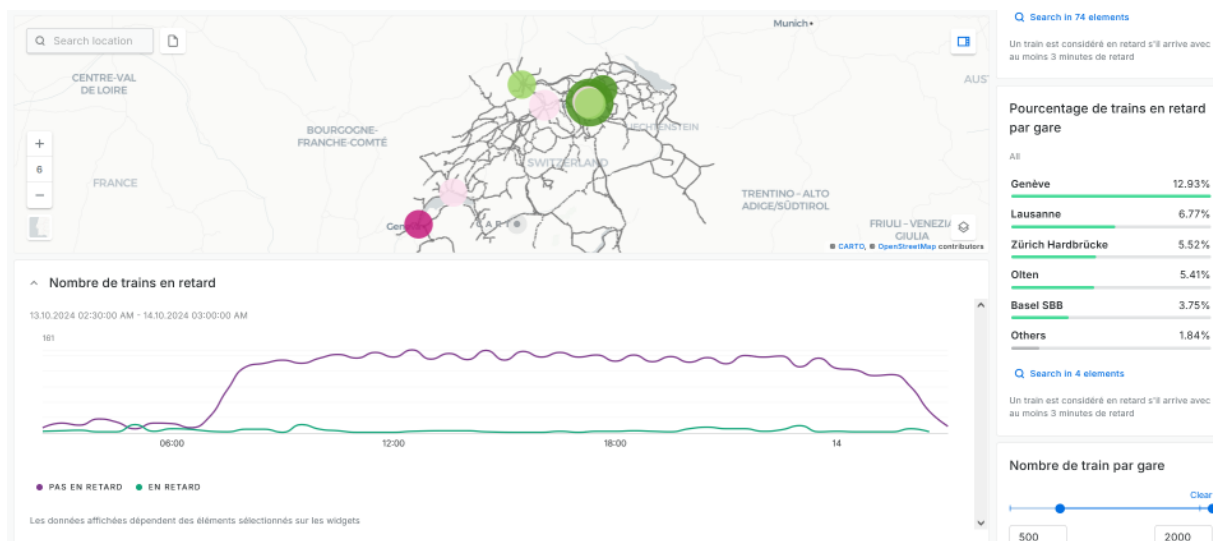 Search location
Munich
CENTRE-VAL
DE LOIRE
AUS
BOURGOGNE-
FRANCHE-COMTÉ
LIECHTENSTEIN
SWITZERLAND
+
6
−
FRANCE
TRENTINO – ALTO
ADIGE/SÜDTIROL
CARTO
FRIULI – VENEZIA
GIULIA
CARTO, OpenStreetMap contributors
Nombre de trains en retard
13.10.2024 02:30:00 AM - 14.10.2024 03:00:00 AM
161
06:00 12:00 18:00 14
PAS EN RETARD EN RETARD
Les données affichées dépendent des éléments sélectionnés sur les widgets
Search in 74 elements
Un train est considéré en retard s'il arrive avec
au moins 3 minutes de retard
Pourcentage de trains en retard
par gare
All
Genève 12.93%
Lausanne 6.77%
Zürich Hardbrücke 5.52%
Olten 5.41%
Basel SBB 3.75%
Others 1.84%
Search in 4 elements
Un train est considéré en retard s'il arrive avec
au moins 3 minutes de retard
Nombre de train par gare
Clear
500 2000